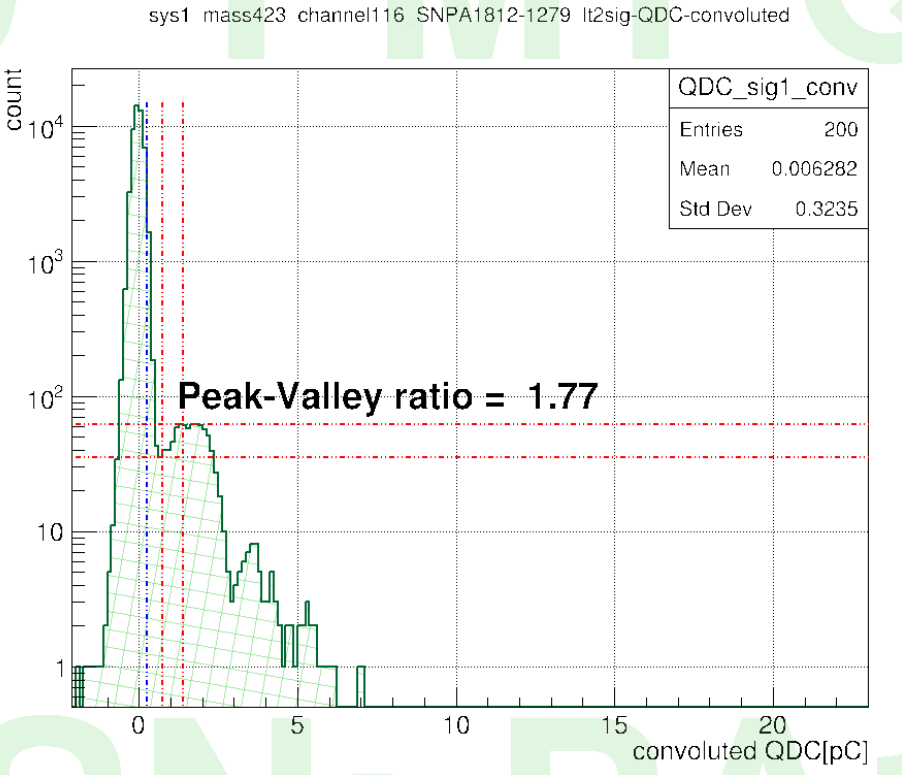 sys1 mass423 channel116 SNPA1812-1279 lt2sig-QDC-convoluted
count
QDC_sig1_conv
Entries 200
Mean 0.006282
Std Dev 0.3235
10^4
10^3
10^2
10
1
Peak-Valley ratio = 1.77
0 5 10 15 20
convoluted QDC[pC]